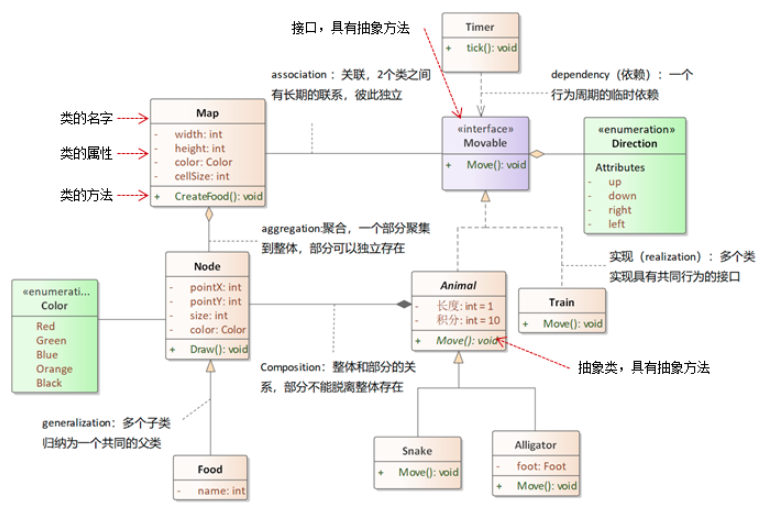 接口，具有抽象方法
Timer
+ tick(): void
association：关联，2个类之间
有长期的联系，彼此独立
dependency（依赖）：一个
行为周期的临时依赖
类的名字
Map
类的属性
- width: int
- height: int
- color: Color
- cellSize: int
类的方法
+ CreateFood(): void
«interface»
Movable
+ Move(): void
«enumeration»
Direction
Attributes
- up
- down
- right
- left
aggregation:聚合，一个部分聚集
到整体，部分可以独立存在
Node
- pointX: int
- pointY: int
- size: int
- color: Color
+ Draw(): void
«enumerati...
Color
Red
Green
Blue
Orange
Black
Animal
- 长度: int = 1
- 积分: int = 10
+ Move(): void
实现（realization）：多个类
实现具有共同行为的接口
Train
+ Move(): void
Composition：整体和部分的关
系，部分不能脱离整体存在
抽象类，具有抽象方法
generalization：多个子类
归纳为一个共同的父类
Food
- name: int
Snake
+ Move(): void
Alligator
- foot: Foot
+ Move(): void